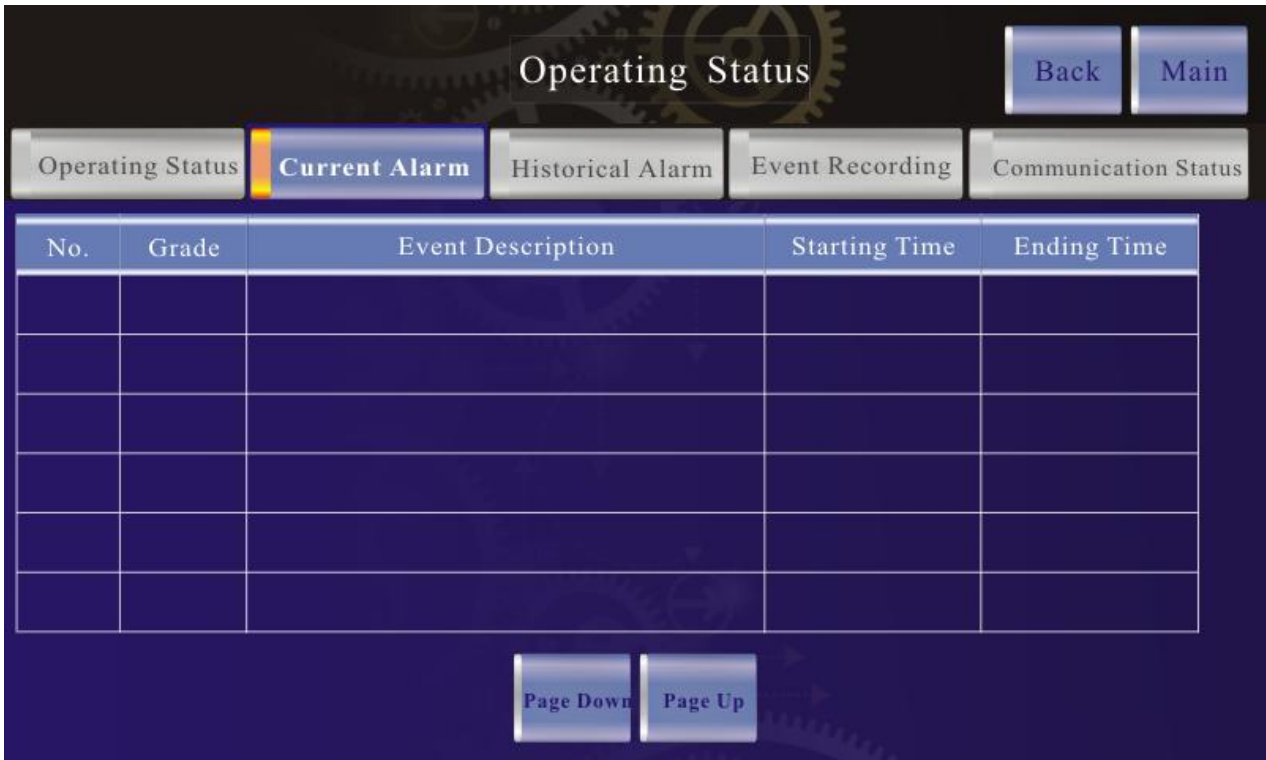 Operating Status
Back Main
Operating Status Current Alarm Historical Alarm Event Recording Communication Status
No. Grade Event Description Starting Time Ending Time
Page Down Page Up